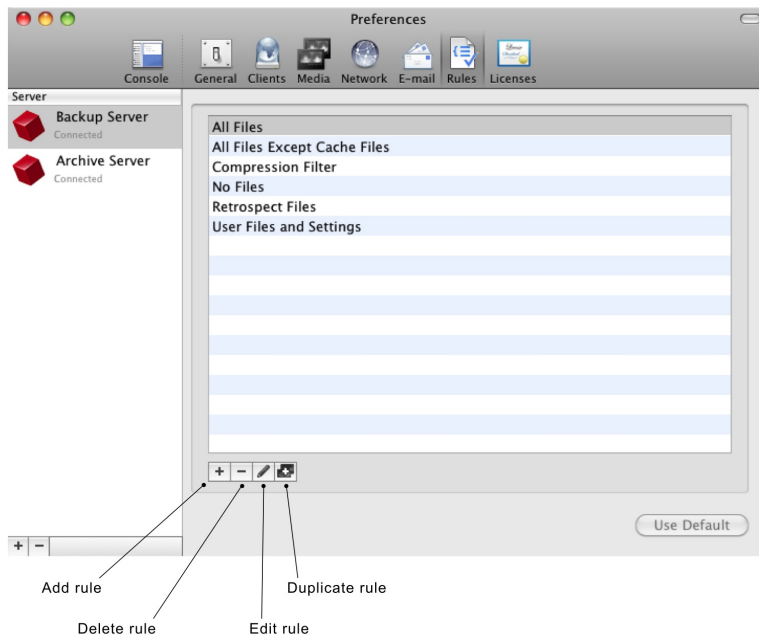 Preferences
Console General Clients Media Network E-mail Rules Licenses
Server
Backup Server
Connected
Archive Server
Connected
All Files
All Files Except Cache Files
Compression Filter
No Files
Retrospect Files
User Files and Settings
+ -
Use Default
+ -
Add rule
Duplicate rule
Delete rule
Edit rule